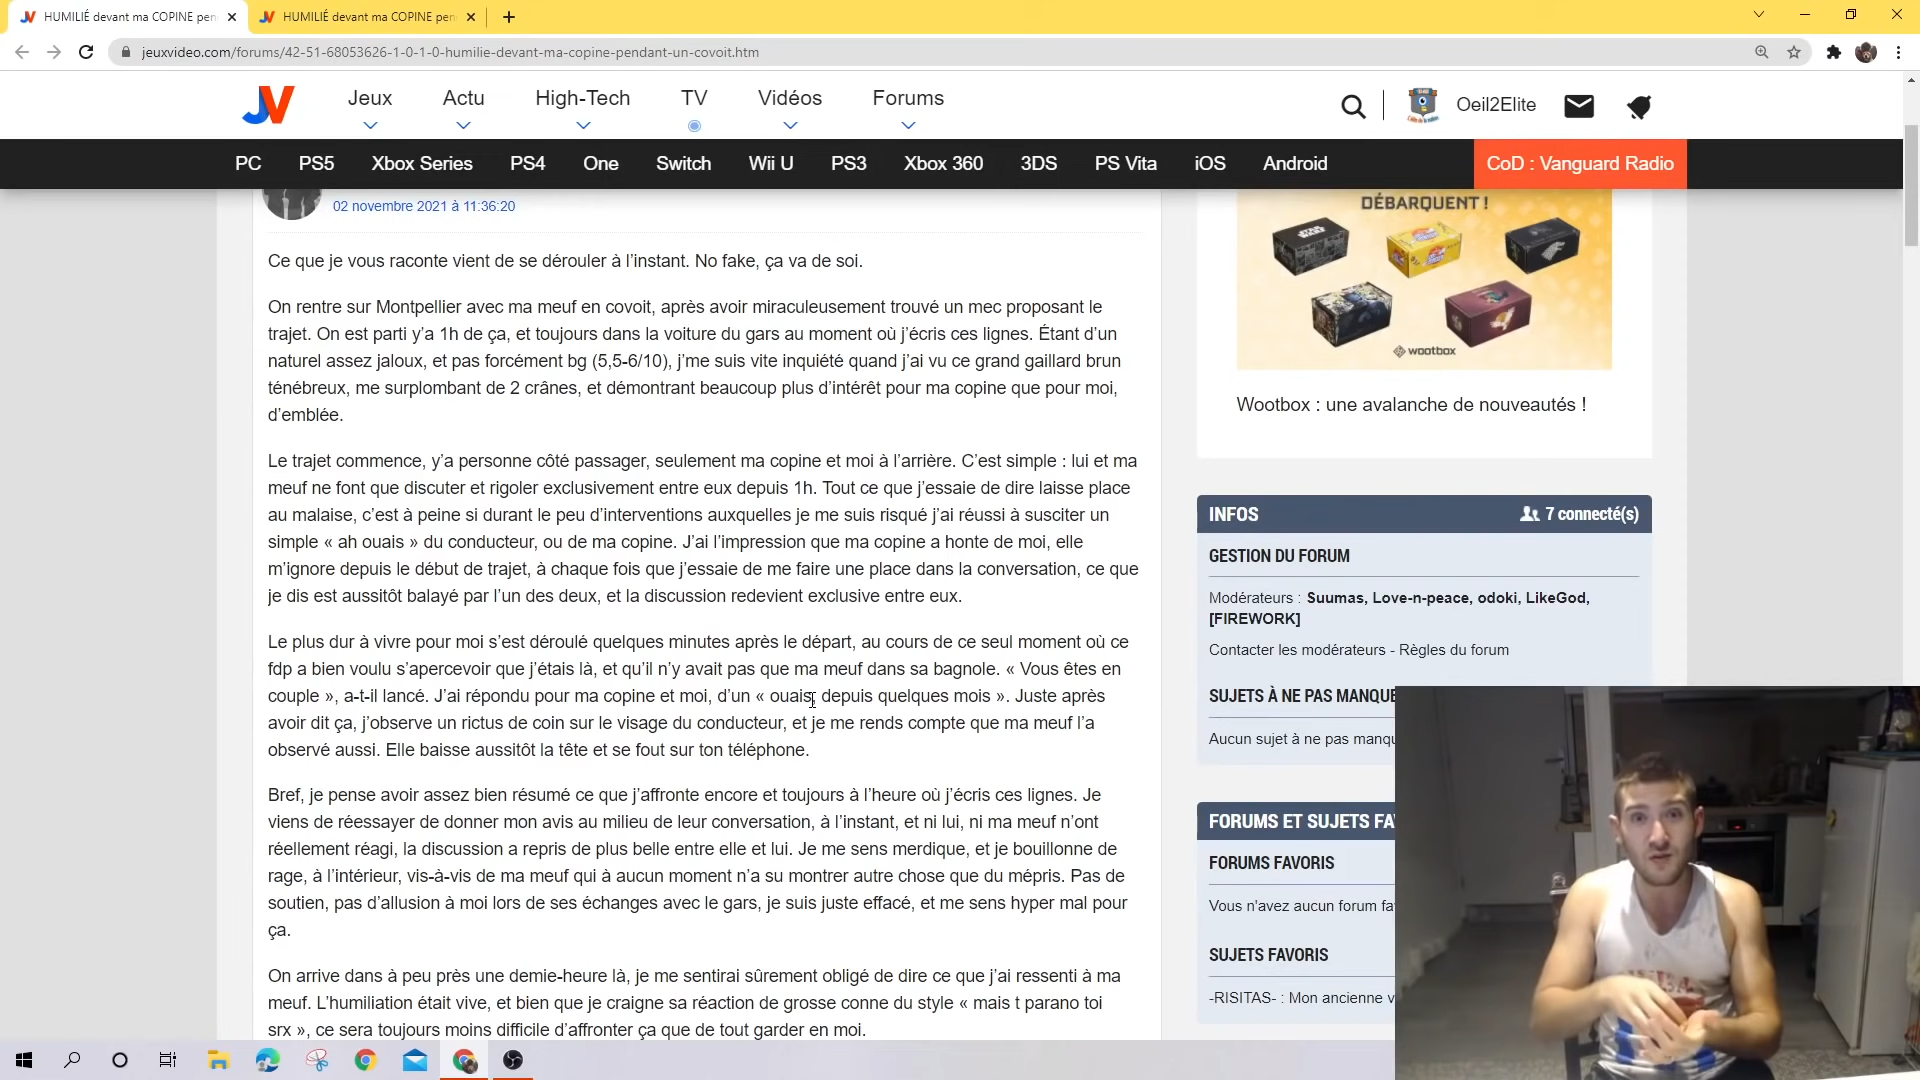 HUMILIÉ devant ma COPINE pen
HUMILIÉ devant ma COPINE pen
jeuxvideo.com/forums/42-51-68053626-1-0-1-0-humilie-devant-ma-copine-pendant-un-covoit.htm
JV
Jeux
Actu
High-Tech
TV
Vidéos
Forums
Oeil2Elite
PC
PS5
Xbox Series
PS4
One
Switch
Wii U
PS3
Xbox 360
3DS
PS Vita
iOS
Android
CoD : Vanguard Radio
02 novembre 2021 à 11:36:20
Ce que je vous raconte vient de se dérouler à l’instant. No fake, ça va de soi.
On rentre sur Montpellier avec ma meuf en covoit, après avoir miraculeusement trouvé un mec proposant le
trajet. On est parti y’a 1h de ça, et toujours dans la voiture du gars au moment où j’écris ces lignes. Étant d’un
naturel assez jaloux, et pas forcément bg (5,5-6/10), j’me suis vite inquiété quand j’ai vu ce grand gaillard brun
ténébreux, me surplombant de 2 crânes, et démontrant beaucoup plus d’intérêt pour ma copine que pour moi,
d’emblée.
Le trajet commence, y’a personne côté passager, seulement ma copine et moi à l’arrière. C’est simple : lui et ma
meuf ne font que discuter et rigoler exclusivement entre eux depuis 1h. Tout ce que j’essaie de dire laisse place
au malaise, c’est à peine si durant le peu d’interventions auxquelles je me suis risqué j’ai réussi à susciter un
simple « ah ouais » du conducteur, ou de ma copine. J’ai l’impression que ma copine a honte de moi, elle
m’ignore depuis le début de trajet, à chaque fois que j’essaie de me faire une place dans la conversation, ce que
je dis est aussitôt balayé par l’un des deux, et la discussion redevient exclusive entre eux.
Le plus dur à vivre pour moi s’est déroulé quelques minutes après le départ, au cours de ce seul moment où ce
fdp a bien voulu s’apercevoir que j’étais là, et qu’il n’y avait pas que ma meuf dans sa bagnole. « Vous êtes en
couple », a-t-il lancé. J’ai répondu pour ma copine et moi, d’un « ouais, depuis quelques mois ». Juste après
avoir dit ça, j’observe un rictus de coin sur le visage du conducteur, et je me rends compte que ma meuf l’a
observé aussi. Elle baisse aussitôt la tête et se fout sur ton téléphone.
Bref, je pense avoir assez bien résumé ce que j’affronte encore et toujours à l’heure où j’écris ces lignes. Je
viens de réessayer de donner mon avis au milieu de leur conversation, à l’instant, et ni lui, ni ma meuf n’ont
réellement réagi, la discussion a repris de plus belle entre elle et lui. Je me sens merdique, et je bouillonne de
rage, à l’intérieur, vis-à-vis de ma meuf qui à aucun moment n’a su montrer autre chose que du mépris. Pas de
soutien, pas d’allusion à moi lors de ses échanges avec le gars, je suis juste effacé, et me sens hyper mal pour
ça.
On arrive dans à peu près une demie-heure là, je me sentirai sûrement obligé de dire ce que j’ai ressenti à ma
meuf. L’humiliation était vive, et bien que je craigne sa réaction de grosse conne du style « mais t parano toi
srx », ce sera toujours moins difficile d’affronter ça que de tout garder en moi.
DÉBARQUENT !
STAR WARS
wootbox
Wootbox : une avalanche de nouveautés !
INFOS
7 connecté(s)
GESTION DU FORUM
Modérateurs : Suumas, Love-n-peace, odoki, LikeGod,
[FIREWORK]
Contacter les modérateurs - Règles du forum
SUJETS À NE PAS MANQUE
Aucun sujet à ne pas manqu
FORUMS ET SUJETS FA
FORUMS FAVORIS
Vous n'avez aucun forum fa
SUJETS FAVORIS
-RISITAS- : Mon ancienne v